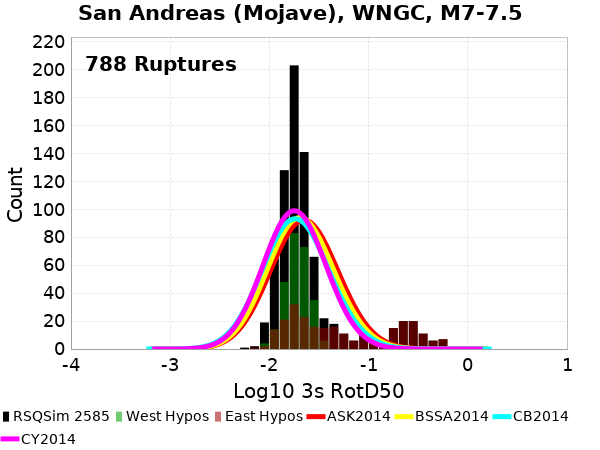 San Andreas (Mojave), WNGC, M7-7.5
788 Ruptures
Count
220
200
180
160
140
120
100
80
60
40
20
0
-4 -3 -2 -1 0 1
Log10 3s RotD50
RSQSim 2585 West Hypos East Hypos ASK2014 BSSA2014 CB2014
CY2014